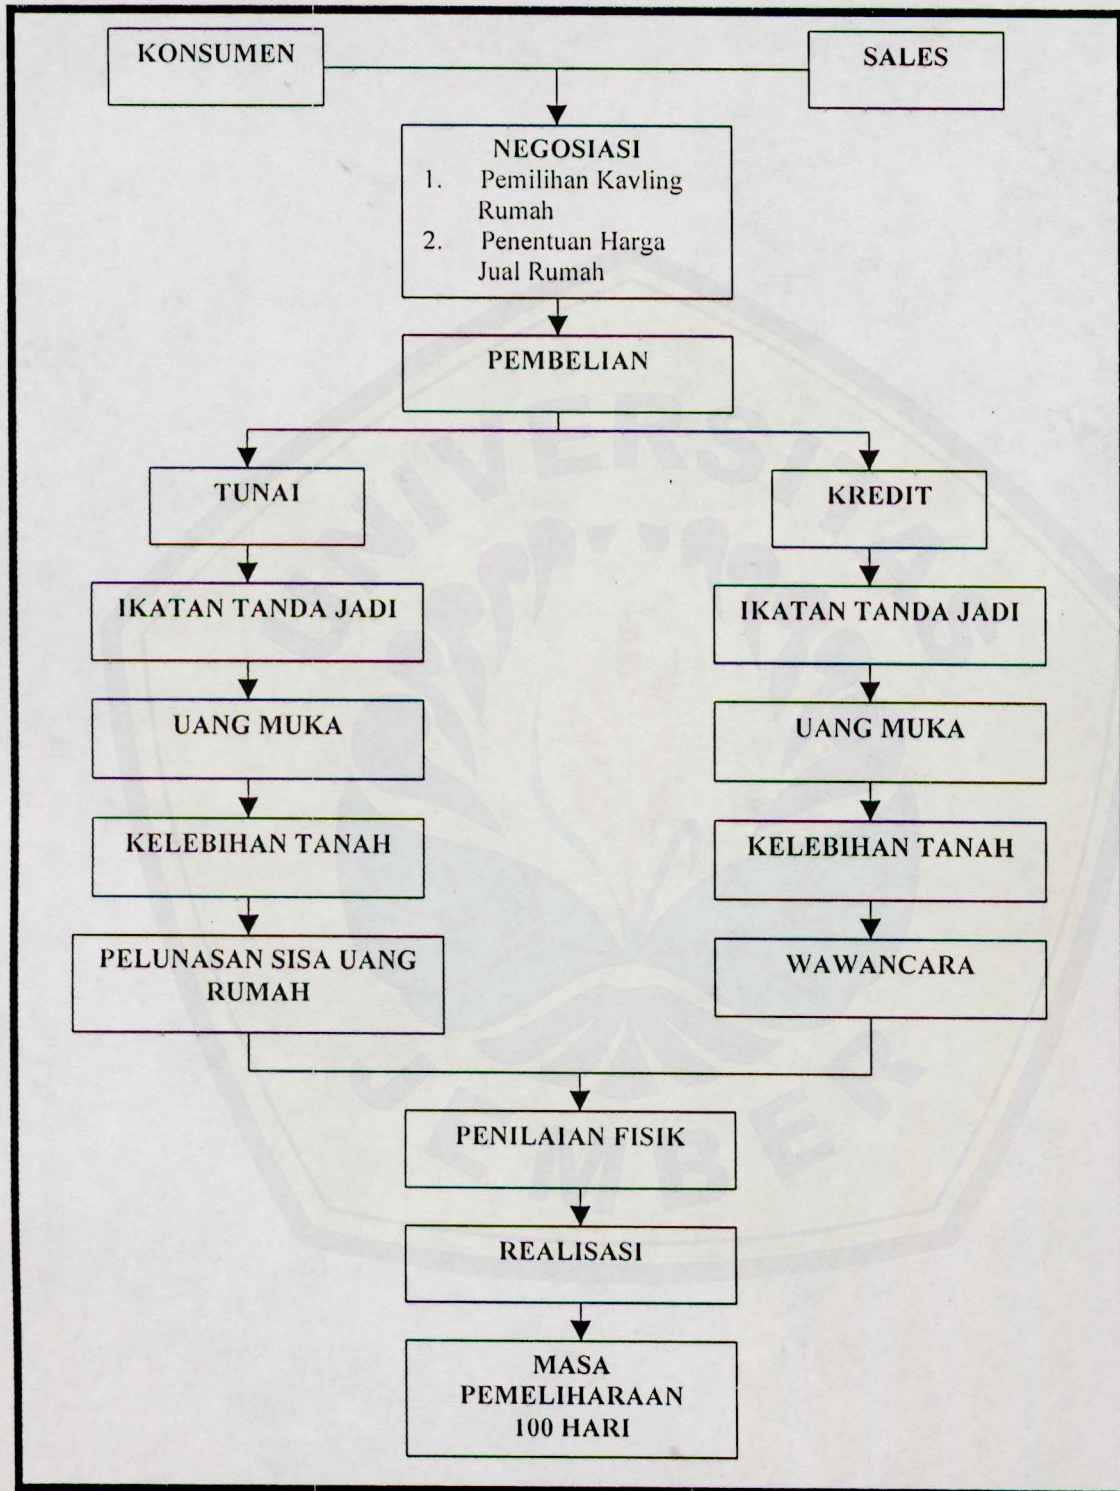 KONSUMEN
SALES
NEGOSIASI
1. Pemilihan Kavling
Rumah
2. Penentuan Harga
Jual Rumah
PEMBELIAN
TUNAI
KREDIT
IKATAN TANDA JADI
IKATAN TANDA JADI
UANG MUKA
UANG MUKA
KELEBIHAN TANAH
KELEBIHAN TANAH
PELUNASAN SISA UANG
RUMAH
WAWANCARA
PENILAIAN FISIK
REALISASI
MASA
PEMELIHARAAN
100 HARI
UNIVERSITAS
JEMBER